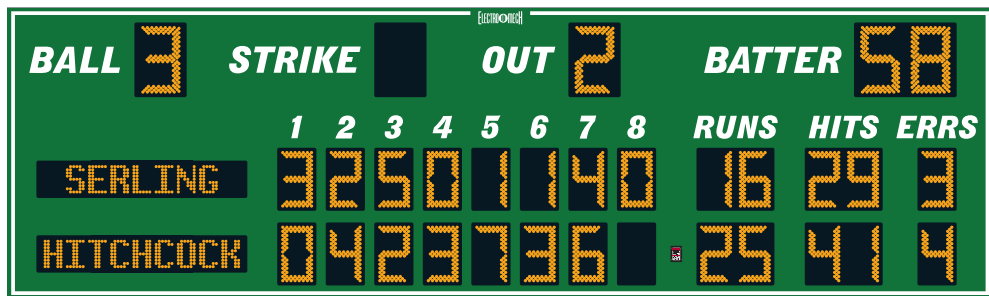 ELECTRO-MECH
BALL 3 STRIKE OUT 2 BATTER 58
1 2 3 4 5 6 7 8 RUNS HITS ERRS
SERLING 3 2 5 0 1 1 4 0 16 29 3
HITCHCOCK 0 4 2 3 7 3 6 25 41 4